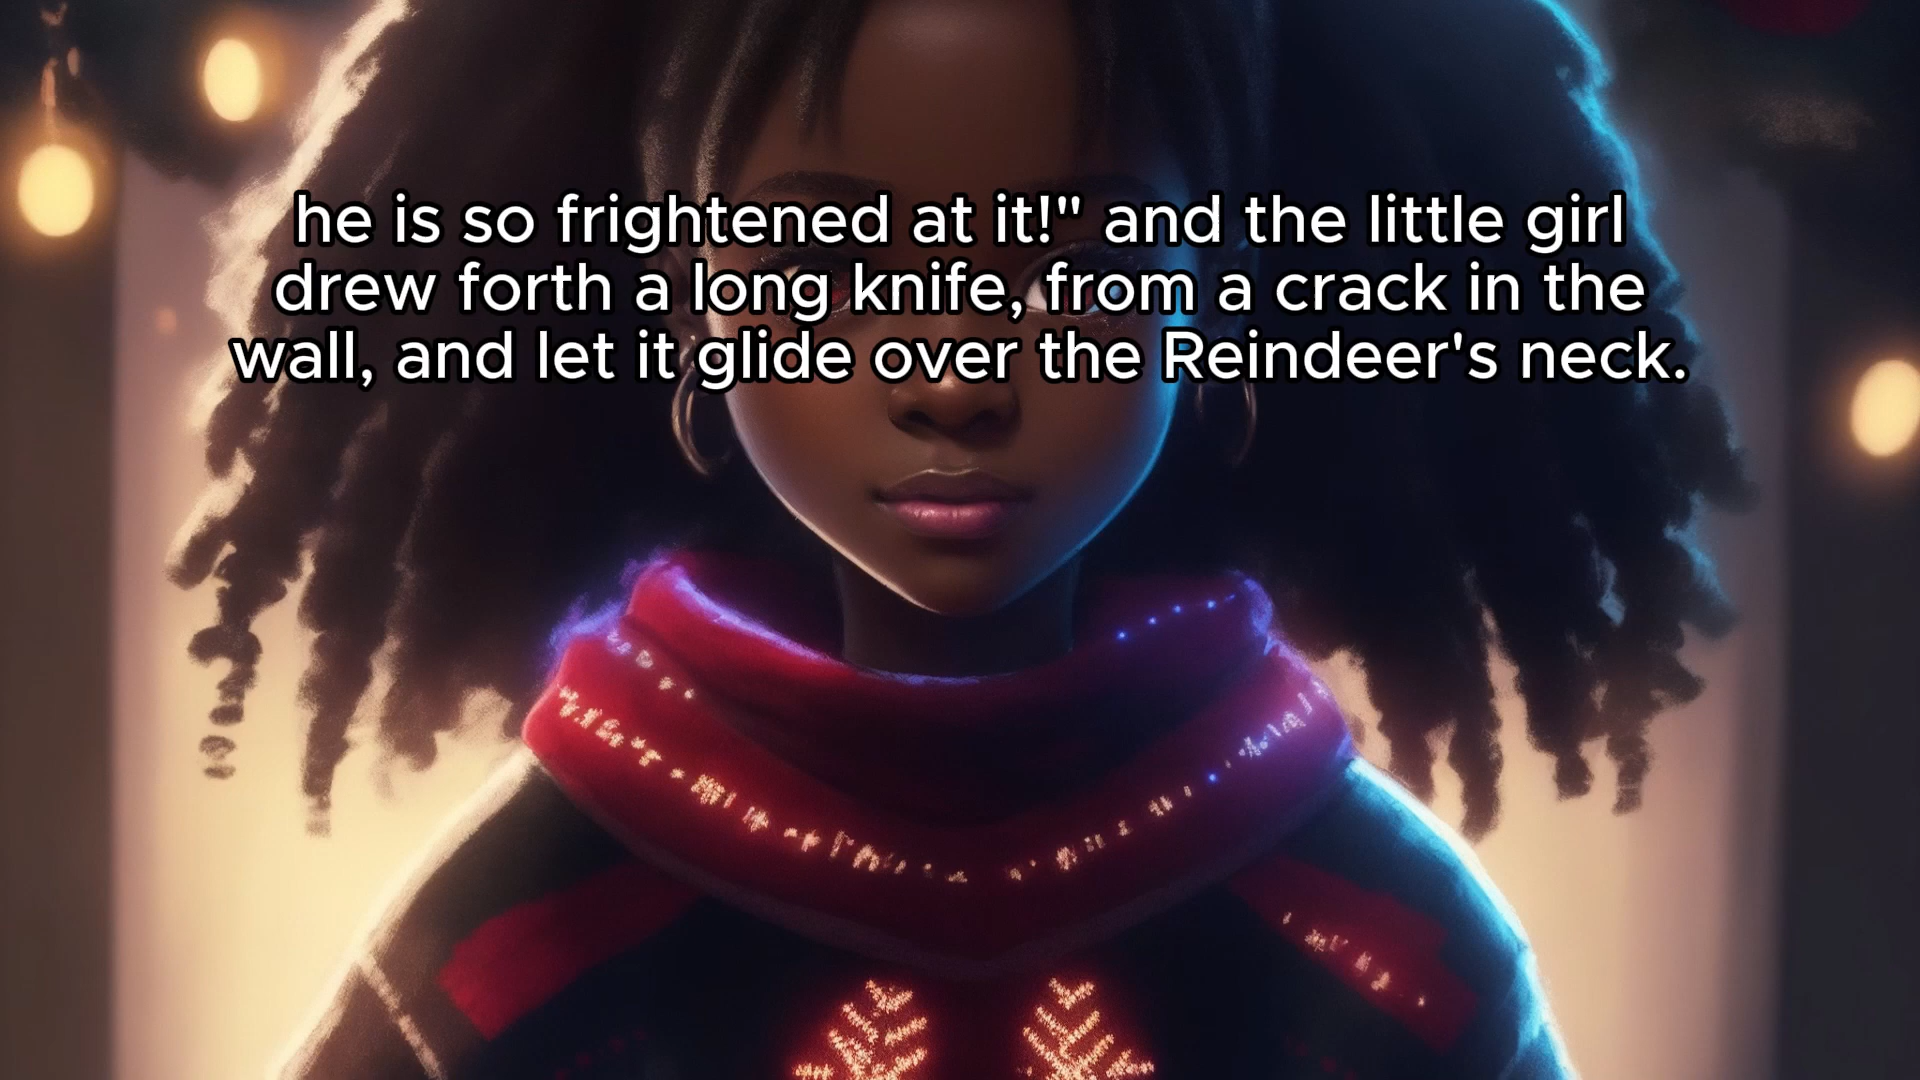 he is so frightened at it!" and the little girl
drew forth a long knife, from a crack in the
wall, and let it glide over the Reindeer's neck.